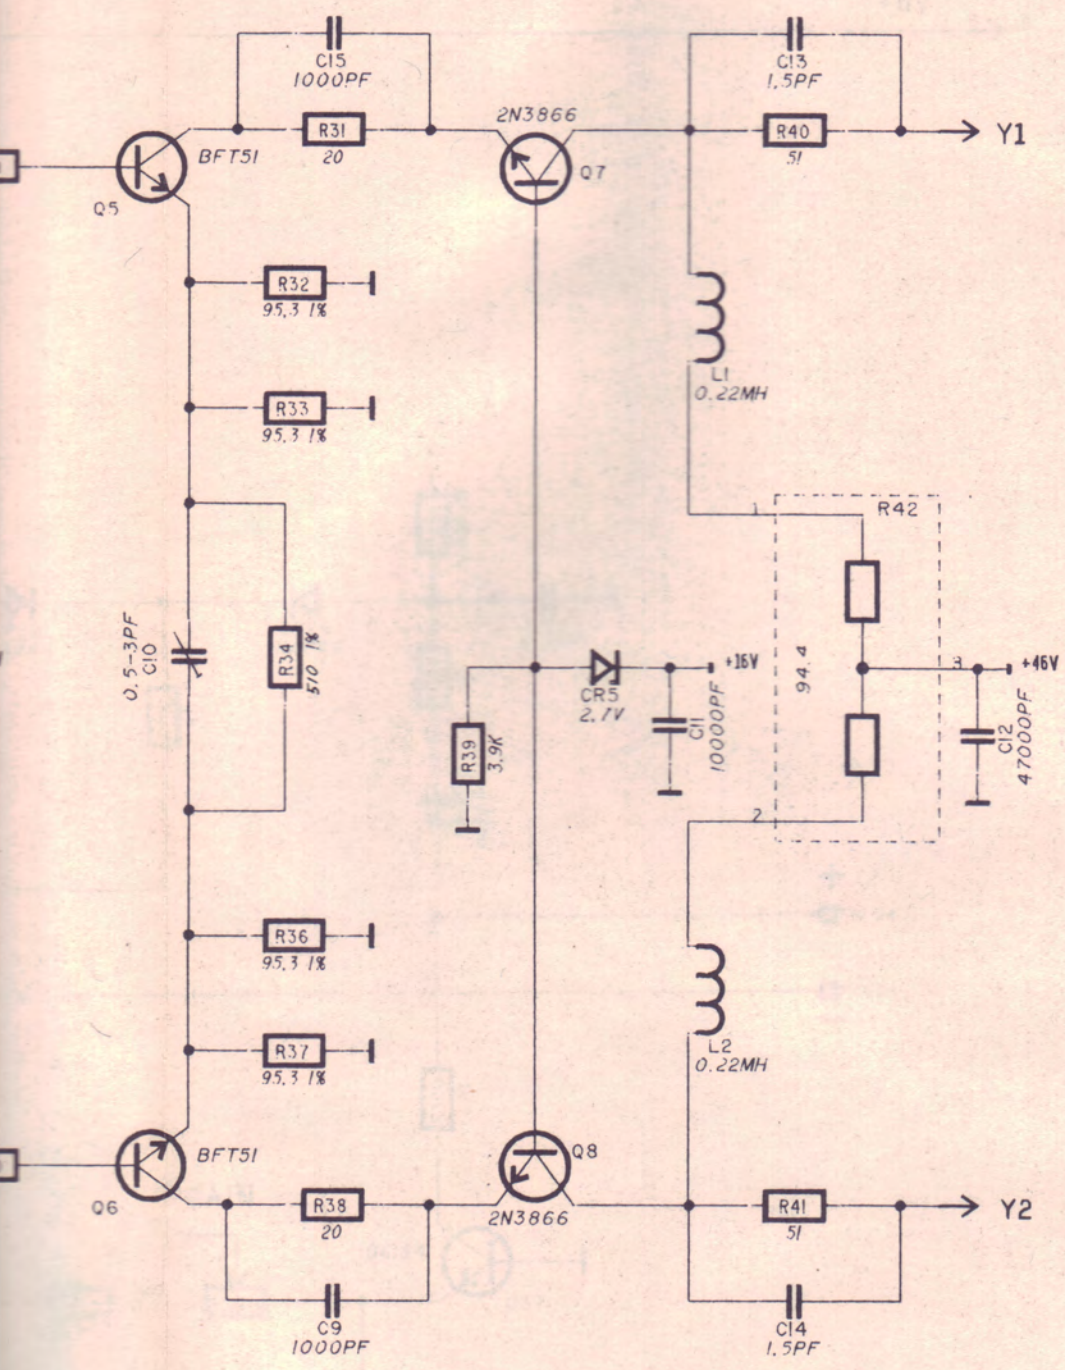 C15
1000PF
C13
1.5PF
R31
20
2N3866
R40
51
Y1
BFT51
Q5
Q7
R32
95.3 1%
L1
0.22MH
R33
95.3 1%
1
R42
0.5-3PF
C10
R34
510 1%
94.4
CR5
2.7V
+16V
C11
10000PF
3
+46V
C12
47000PF
R39
3.9K
2
R36
95.3 1%
R37
95.3 1%
L2
0.22MH
BFT51
Q6
Q8
R38
20
2N3866
R41
51
Y2
C9
1000PF
C14
1.5PF